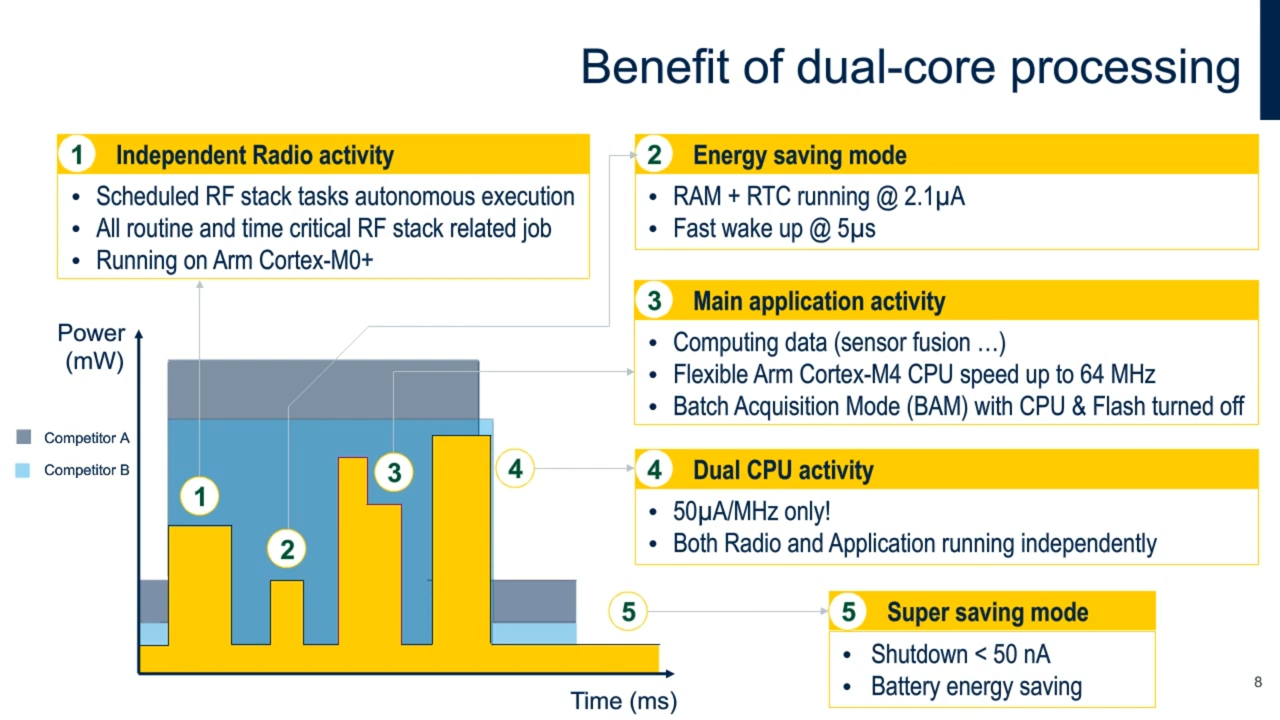 Benefit of dual-core processing
1 Independent Radio activity
• Scheduled RF stack tasks autonomous execution
• All routine and time critical RF stack related job
• Running on Arm Cortex-M0+
2 Energy saving mode
• RAM + RTC running @ 2.1µA
• Fast wake up @ 5µs
3 Main application activity
• Computing data (sensor fusion …)
• Flexible Arm Cortex-M4 CPU speed up to 64 MHz
• Batch Acquisition Mode (BAM) with CPU & Flash turned off
4 Dual CPU activity
• 50µA/MHz only!
• Both Radio and Application running independently
5 Super saving mode
• Shutdown < 50 nA
• Battery energy saving
Power
(mW)
Competitor A
Competitor B
1
2
3
4
5
Time (ms)
8